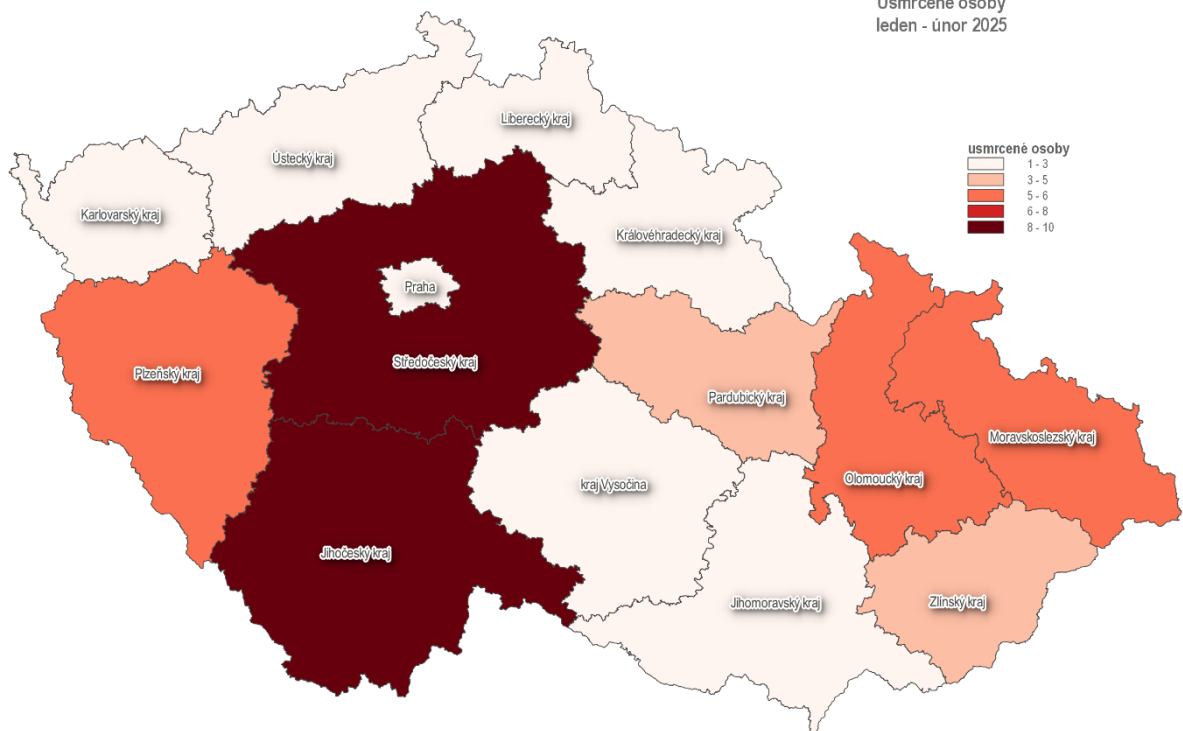 Usmrcené osoby
leden - únor 2025
Liberecký kraj
Ústecký kraj
usmrcené osoby
1 - 3
3 - 5
5 - 6
6 - 8
8 - 10
Karlovarský kraj
Královéhradecký kraj
Praha
Středočeský kraj
Plzeňský kraj
Pardubický kraj
Moravskoslezský kraj
Olomoucký kraj
kraj Vysočina
Jihočeský kraj
Jihomoravský kraj
Zlínský kraj